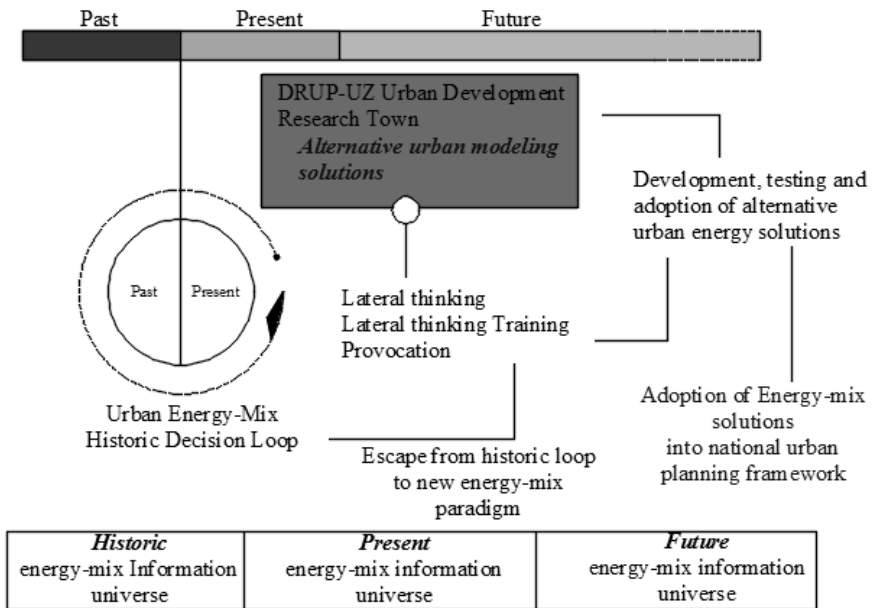 Past
Present
Future
DRUP-UZ Urban Development
Research Town
Alternative urban modeling
solutions
Development, testing and
adoption of alternative
urban energy solutions
Past
Present
Lateral thinking
Lateral thinking Training
Provocation
Urban Energy-Mix
Historic Decision Loop
Escape from historic loop
to new energy-mix
paradigm
Adoption of Energy-mix
solutions
into national urban
planning framework
Historic
energy-mix Information
universe
Present
energy-mix information
universe
Future
energy-mix information
universe